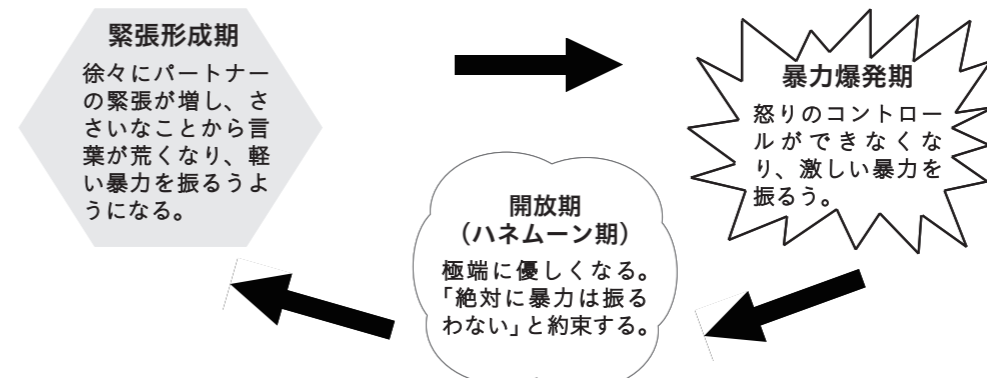 緊張形成期
徐々にパートナー
の緊張が増し、さ
さいなことから言
葉が荒くなり、軽
い暴力を振るうよ
うになる。
暴力爆発期
怒りのコントロー
ルができなくな
り、激しい暴力を
振るう。
開放期
（ハネムーン期）
極端に優しくなる。
「絶対に暴力は振る
わない」と約束する。